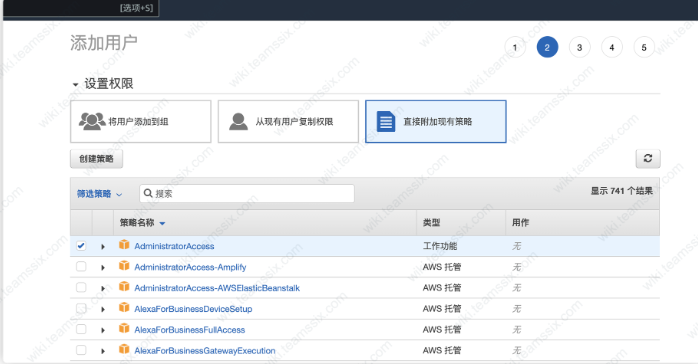 [选项+S]
添加用户
1 2 3 4 5
设置权限
将用户添加到组 从现有用户复制权限 直接附加现有策略
创建策略
筛选策略 搜索 显示 741 个结果
策略名称 类型 用作
AdministratorAccess 工作功能 无
AdministratorAccess-Amplify AWS 托管 无
AdministratorAccess-AWSElasticBeanstalk AWS 托管 无
AlexaForBusinessDeviceSetup AWS 托管 无
AlexaForBusinessFullAccess AWS 托管 无
AlexaForBusinessGatewayExecution AWS 托管 无
wiki.teamssix.com